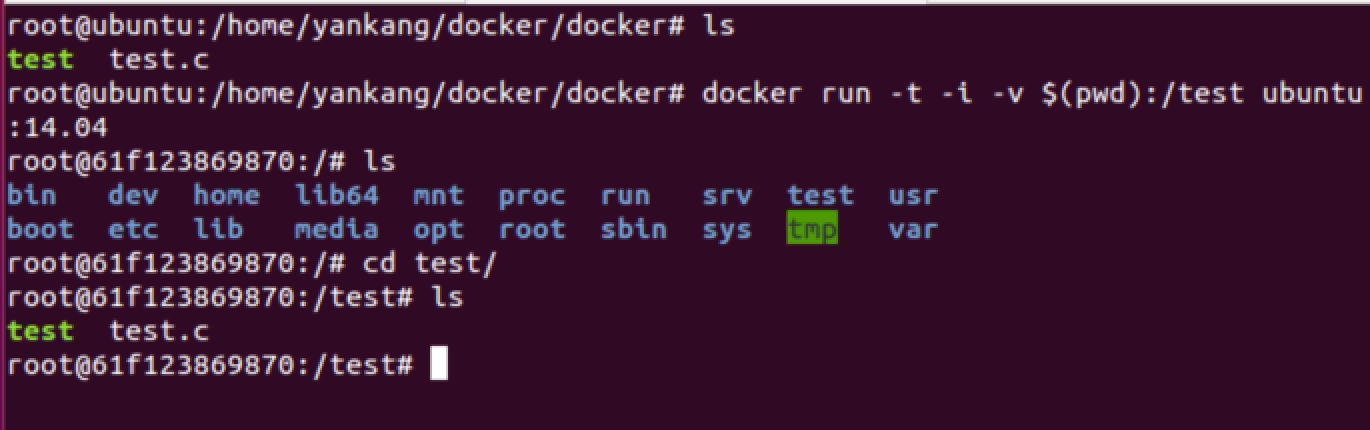 root@ubuntu:/home/yankang/docker/docker# ls
test  test.c
root@ubuntu:/home/yankang/docker/docker# docker run -t -i -v $(pwd):/test ubuntu
:14.04
root@61f123869870:/# ls
bin   dev  home  lib64  mnt  proc  run   srv  test  usr
boot  etc  lib   media  opt  root  sbin  sys  tmp   var
root@61f123869870:/# cd test/
root@61f123869870:/test# ls
test  test.c
root@61f123869870:/test#